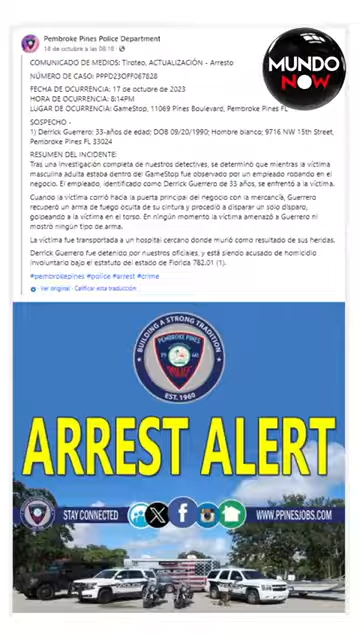 Pembroke Pines Police Department
18 de octubre a las 08:18
MUNDO
NOW
COMUNICADO DE MEDIOS: Tiroteo, ACTUALIZACIÓN - Arresto
NÚMERO DE CASO: PPPD23OFF067828
FECHA DE OCURRENCIA: 17 de octubre de 2023
HORA DE OCURRENCIA: 6:14PM
LUGAR DE OCURRENCIA: GameStop, 11069 Pines Boulevard, Pembroke Pines FL
SOSPECHO -
1) Derrick Guerrero: 33-años de edad; DOB 09/20/1990; Hombre blanco; 9716 NW 15th Street,
Pembroke Pines FL 33024
RESUMEN DEL INCIDENTE:
Tras una investigación completa de nuestros detectives, se determinó que mientras la víctima
masculina adulta estaba dentro del GameStop fue observado por un empleado robando en el
negocio. El empleado, identificado como Derrick Guerrero de 33 años, se enfrentó a la víctima.
Cuando la víctima corrió hacia la puerta principal del negocio con la mercancía, Guerrero
recuperó un arma de fuego oculta de su cintura y procedió a disparar un solo disparo,
golpeando a la víctima en el torso. En ningún momento la víctima amenazó a Guerrero ni
mostró ningún tipo de arma.
La víctima fue transportada a un hospital cercano donde murió como resultado de sus heridas.
Derrick Guerrero fue detenido por nuestros oficiales, y está siendo acusado de homicidio
involuntario bajo el estatuto del estado de Florida 782.01 (1).
#pembrokepines #police #arrest #crime
Ver original · Calificar esta traducción
BUILDING A STRONG TRADITION
PEMBROKE PINES
19 60
POLICE
EST. 1960
ARREST ALERT
STAY CONNECTED
WWW.PPINESJOBS.COM